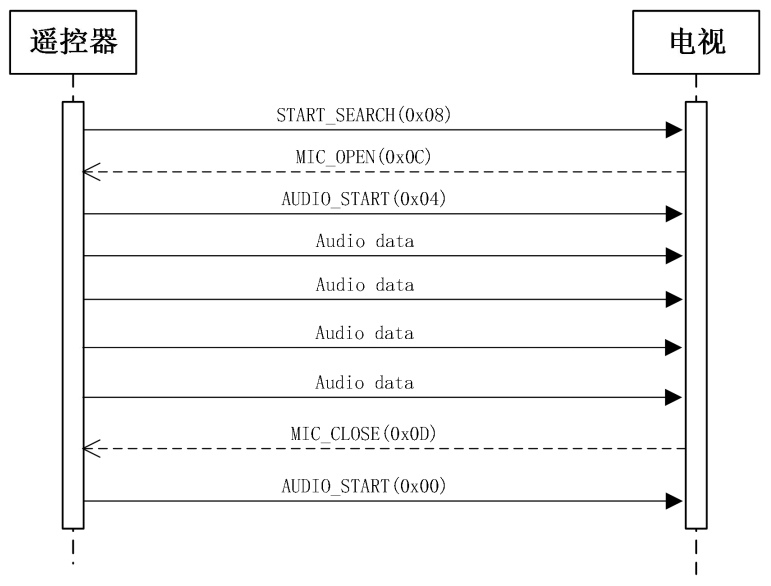 遥控器
电视
START_SEARCH(0x08)
MIC_OPEN(0x0C)
AUDIO_START(0x04)
Audio data
Audio data
Audio data
Audio data
MIC_CLOSE(0x0D)
AUDIO_START(0x00)